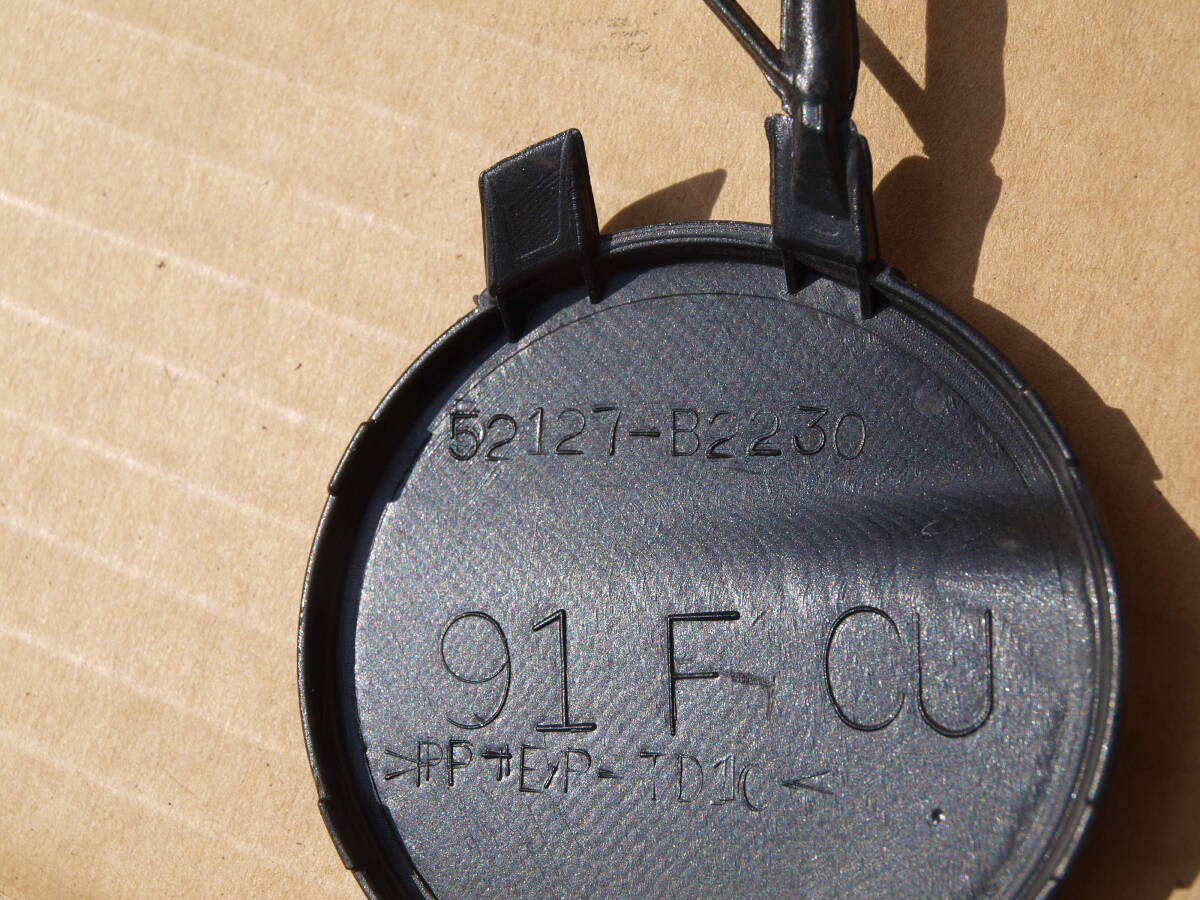 52127-B2230
91 F CU
>PP+E/P-TD10<